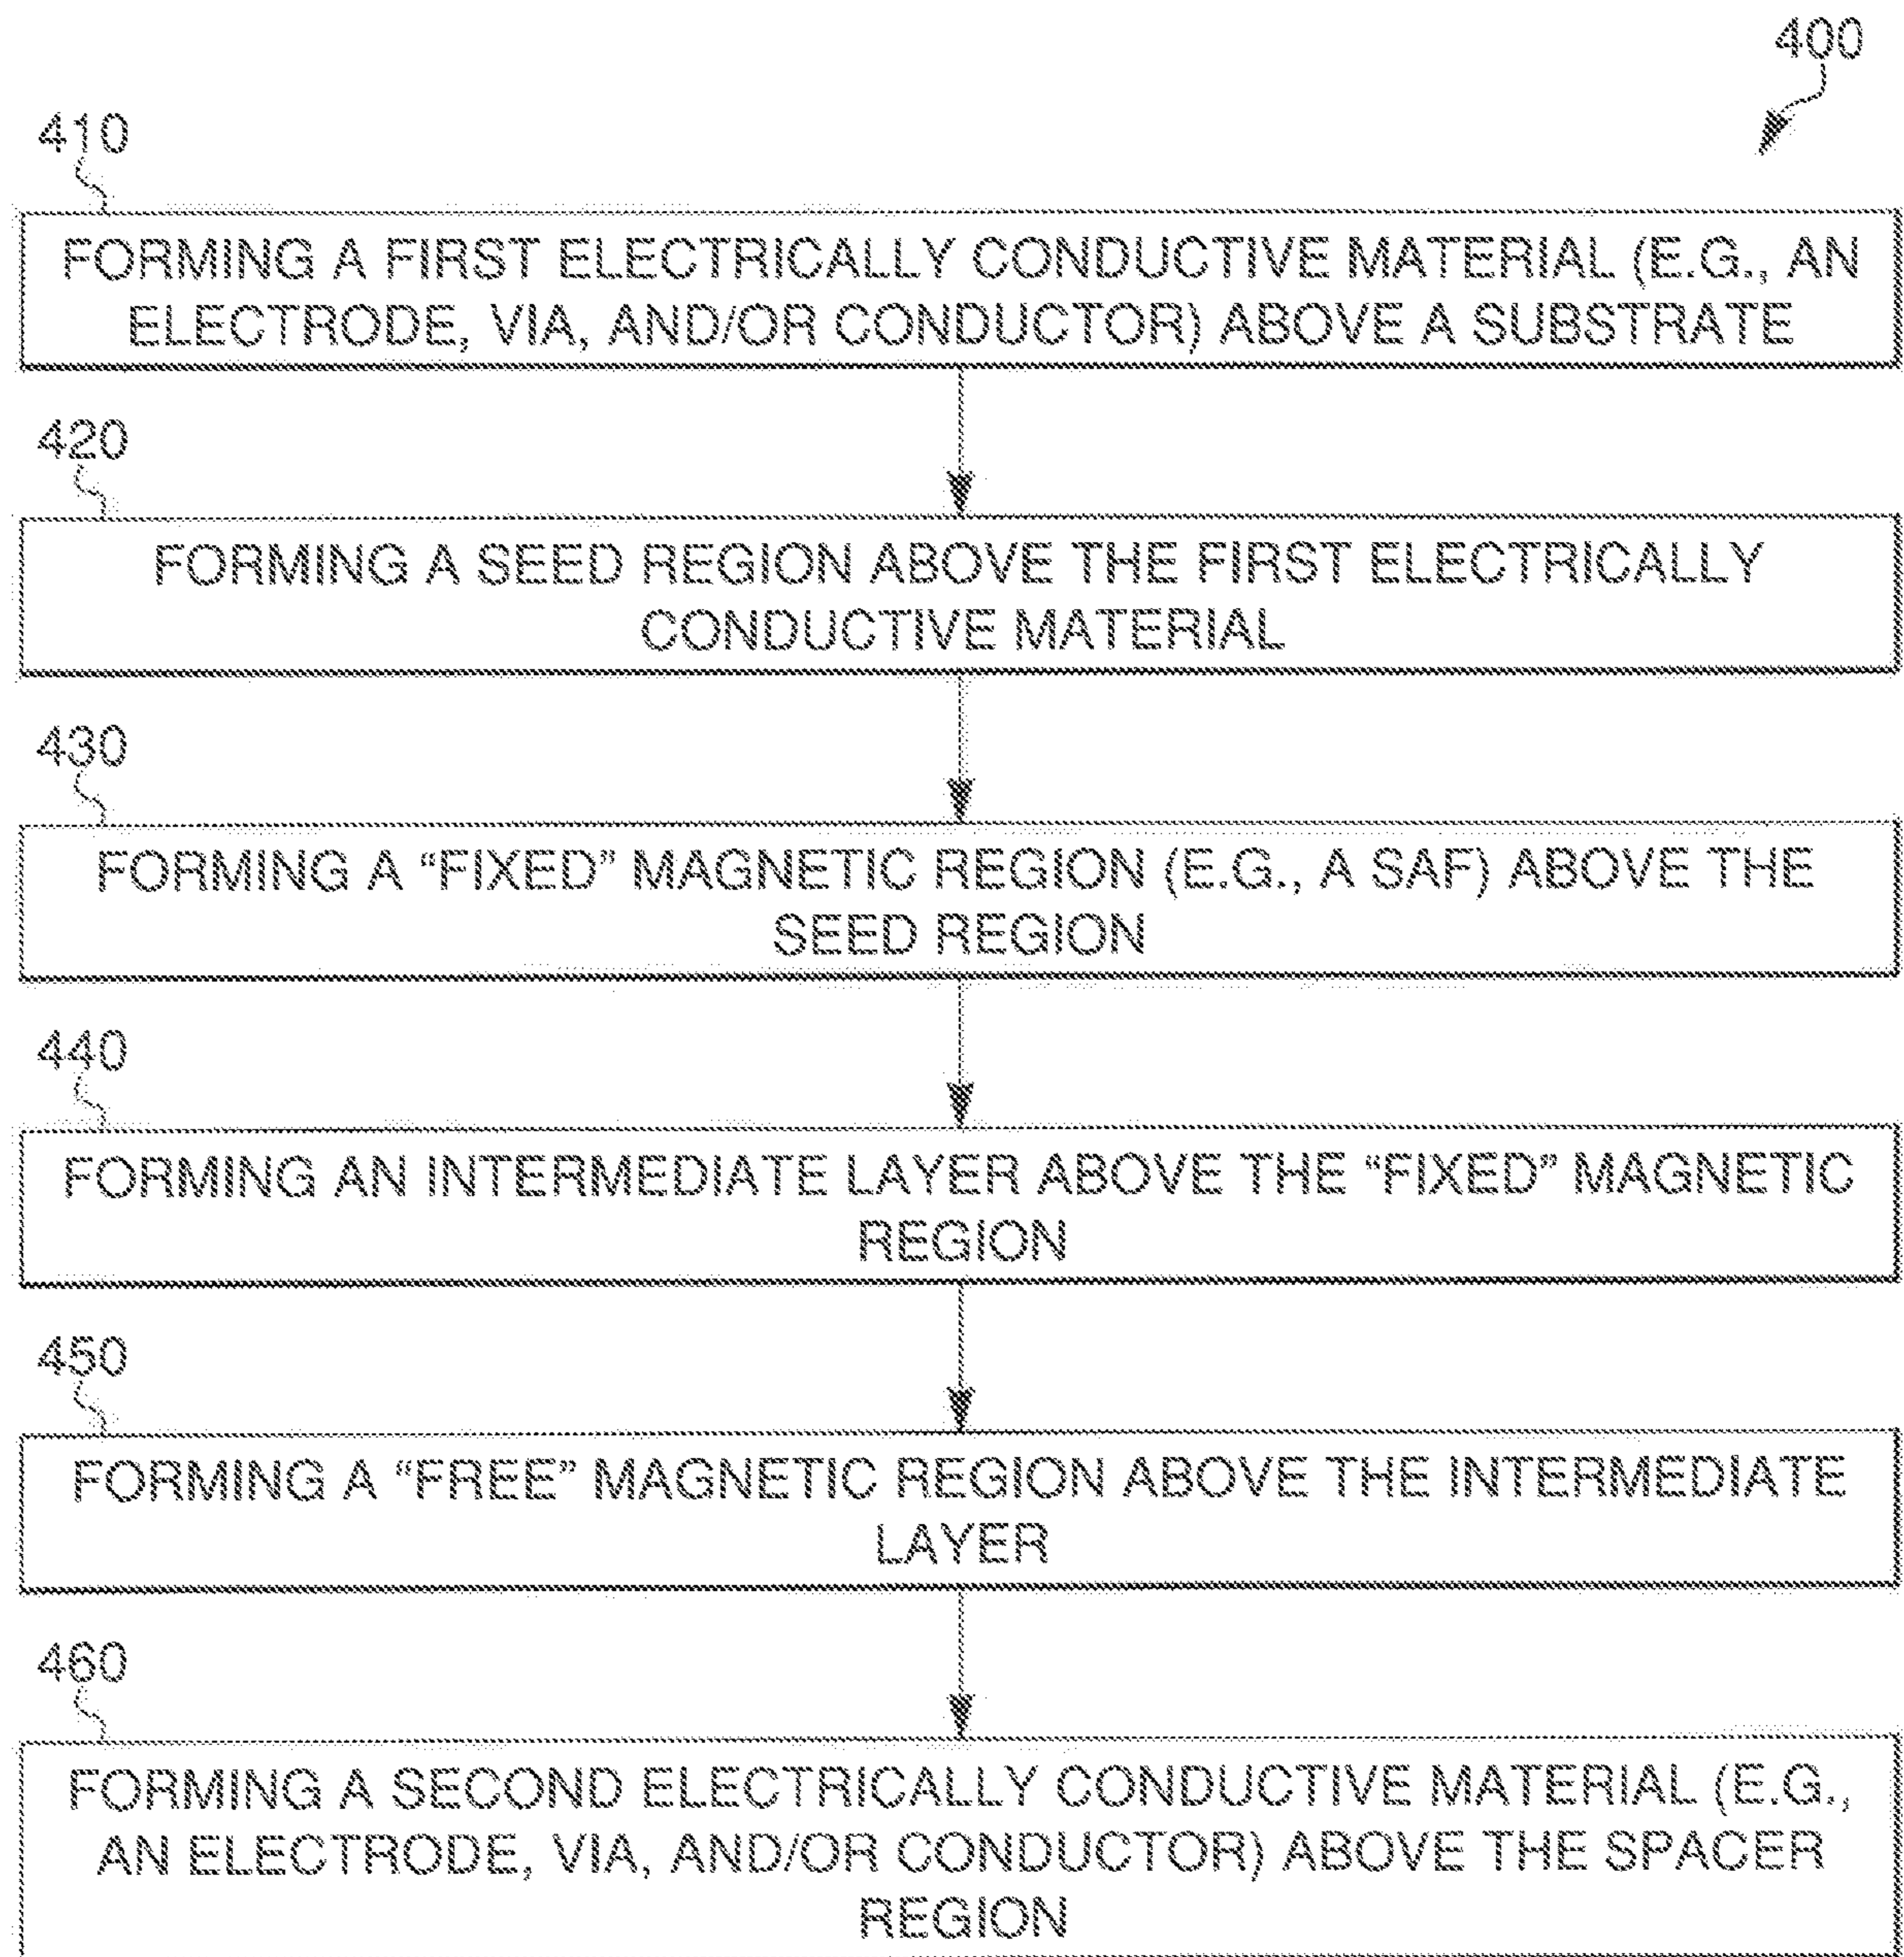 400
410
FORMING A FIRST ELECTRICALLY CONDUCTIVE MATERIAL (E.G., AN
ELECTRODE, VIA, AND/OR CONDUCTOR) ABOVE A SUBSTRATE
420
FORMING A SEED REGION ABOVE THE FIRST ELECTRICALLY
CONDUCTIVE MATERIAL
430
FORMING A “FIXED” MAGNETIC REGION (E.G., A SAF) ABOVE THE
SEED REGION
440
FORMING AN INTERMEDIATE LAYER ABOVE THE “FIXED” MAGNETIC
REGION
450
FORMING A “FREE” MAGNETIC REGION ABOVE THE INTERMEDIATE
LAYER
460
FORMING A SECOND ELECTRICALLY CONDUCTIVE MATERIAL (E.G.,
AN ELECTRODE, VIA, AND/OR CONDUCTOR) ABOVE THE SPACER
REGION